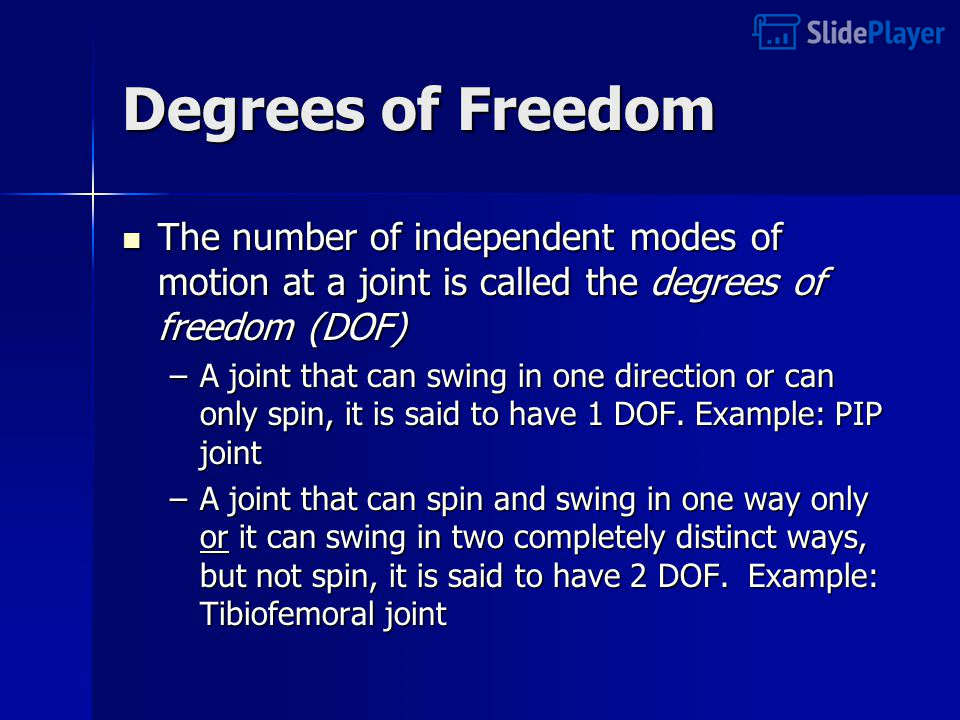 SlidePlayer
Degrees of Freedom
The number of independent modes of
motion at a joint is called the degrees of
freedom (DOF)
–A joint that can swing in one direction or can
only spin, it is said to have 1 DOF. Example: PIP
joint
–A joint that can spin and swing in one way only
or it can swing in two completely distinct ways,
but not spin, it is said to have 2 DOF.  Example:
Tibiofemoral joint